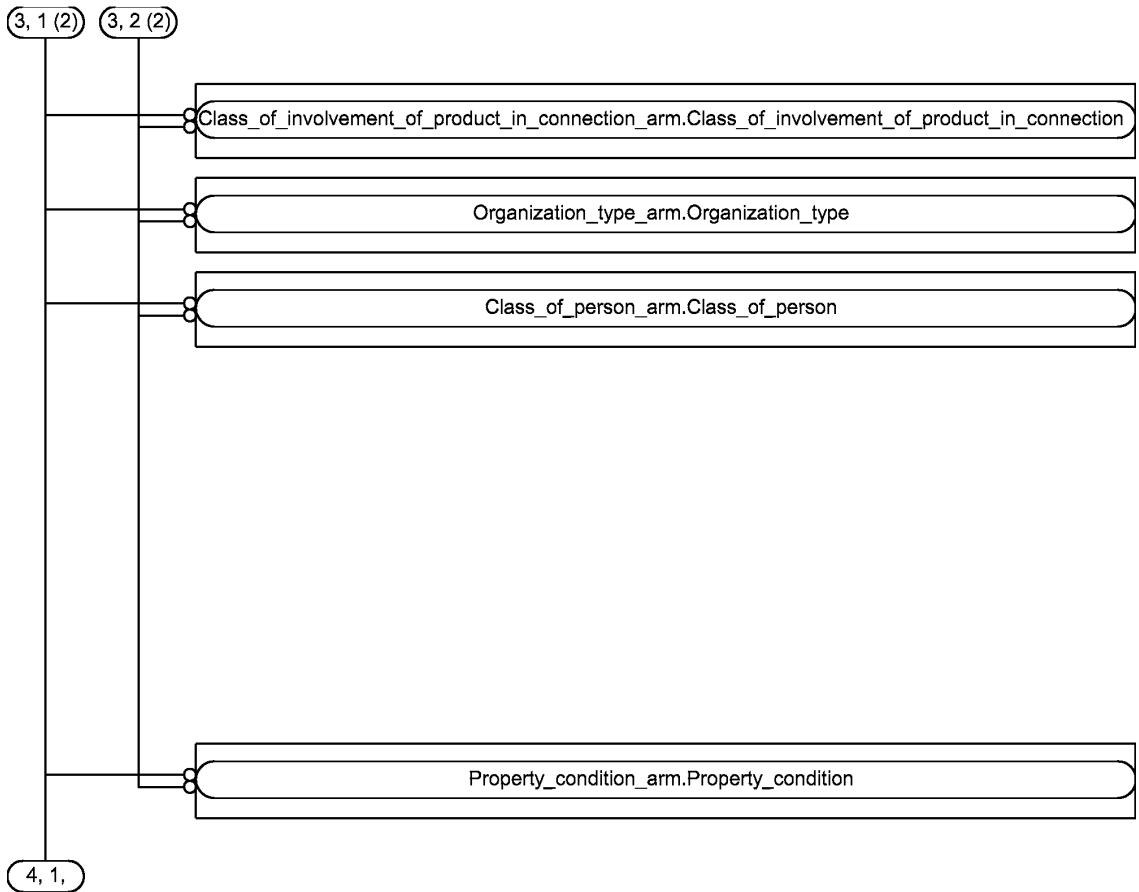 3, 1 (2) 3, 2 (2)
Class_of_involvement_of_product_in_connection_arm.Class_of_involvement_of_product_in_connection
Organization_type_arm.Organization_type
Class_of_person_arm.Class_of_person
Property_condition_arm.Property_condition
4, 1,